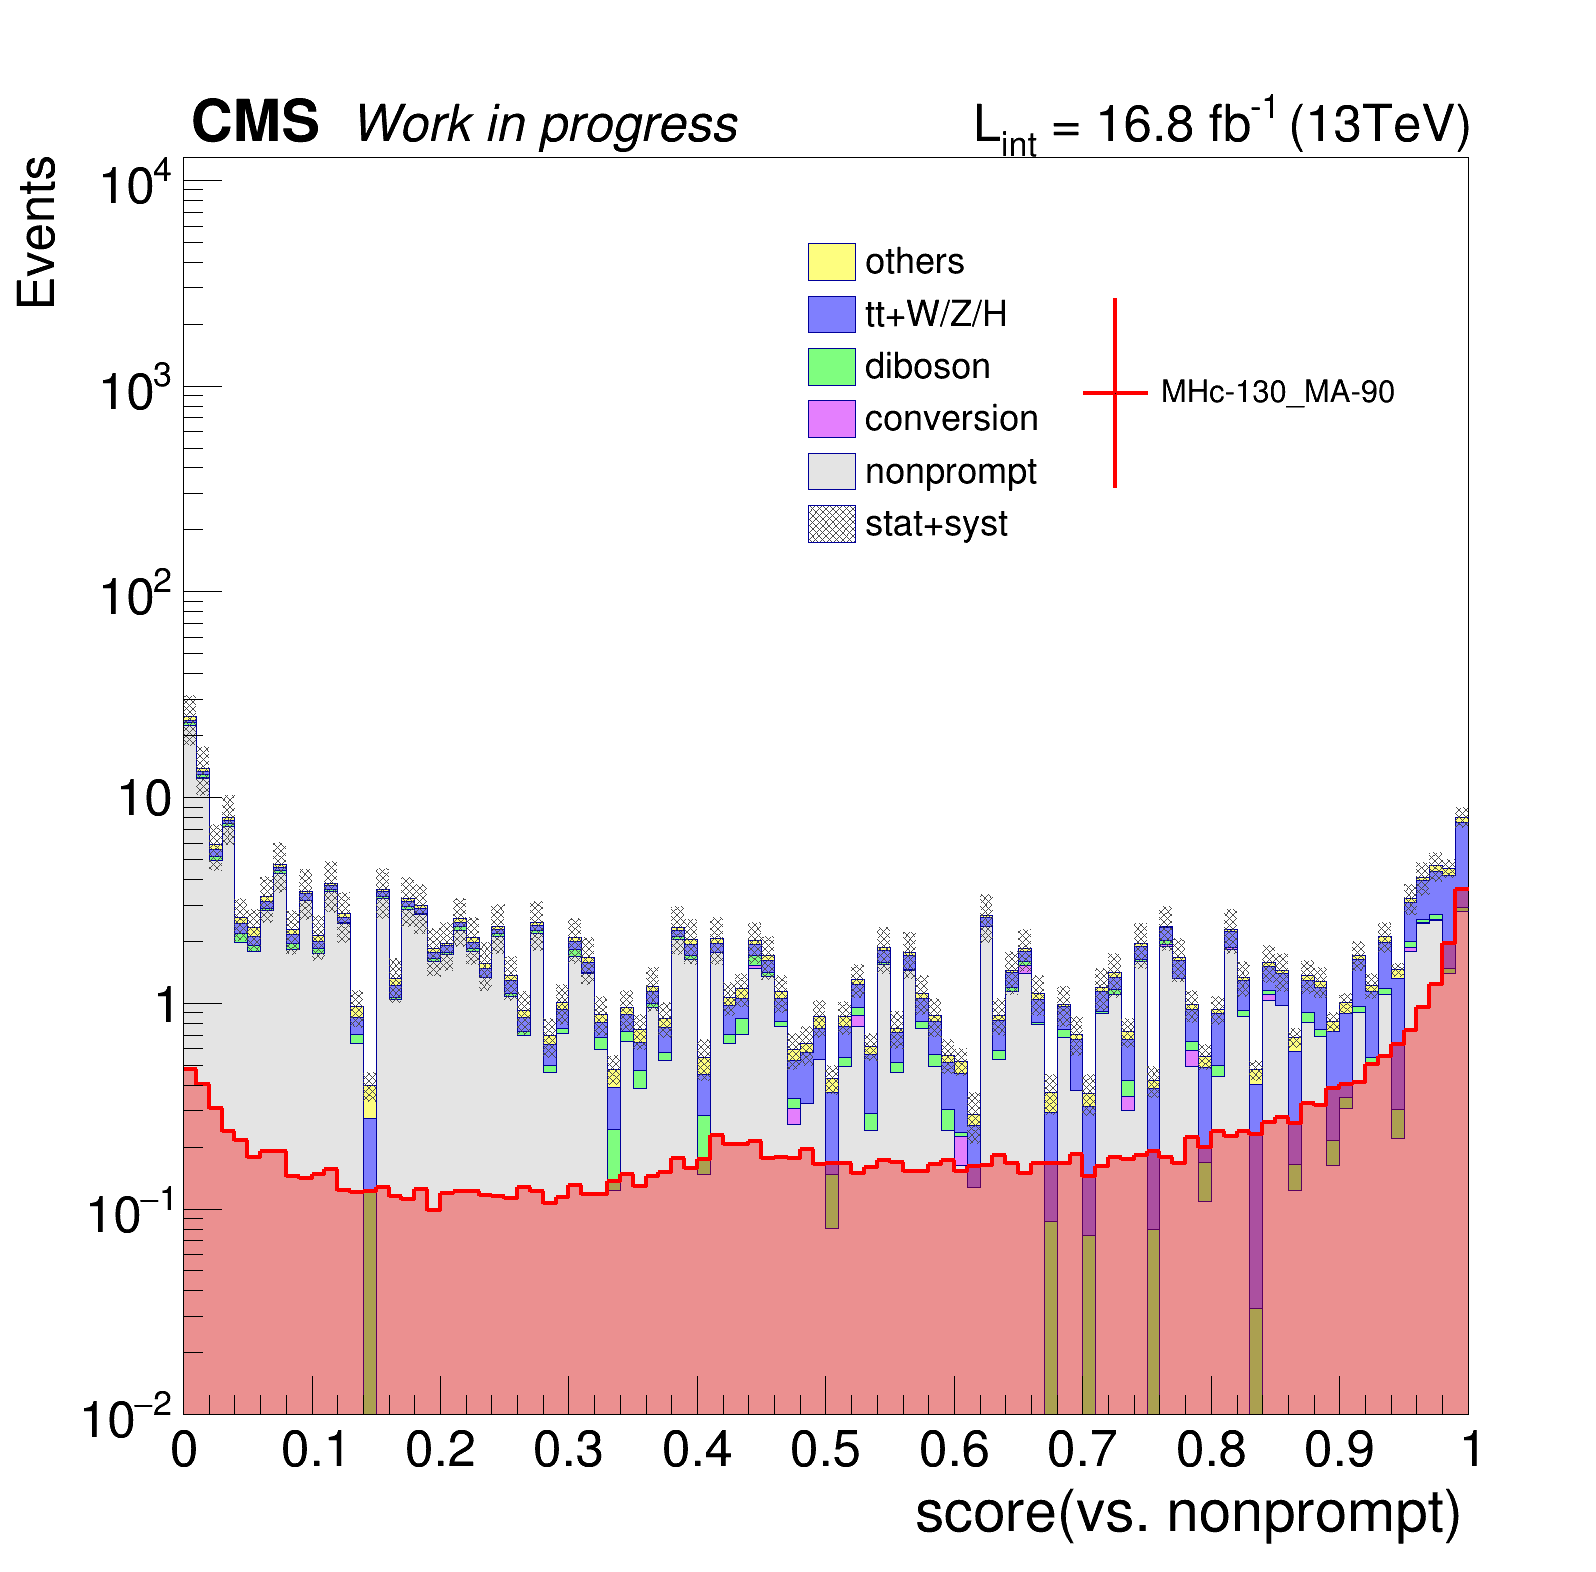 CMS Work in progress
L_int = 16.8 fb^-1 (13TeV)
Events
10^4
10^3
10^2
10
1
10^−1
10^−2
others
tt+W/Z/H
diboson
conversion
nonprompt
stat+syst
MHc-130_MA-90
0 0.1 0.2 0.3 0.4 0.5 0.6 0.7 0.8 0.9 1
score(vs. nonprompt)